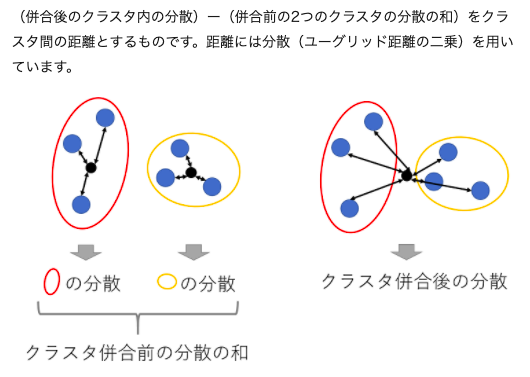 （併合後のクラスタ内の分散）ー（併合前の2つのクラスタの分散の和）をクラ
スタ間の距離とするものです。距離には分散（ユーグリッド距離の二乗）を用い
ています。
の分散
の分散
クラスタ併合後の分散
クラスタ併合前の分散の和